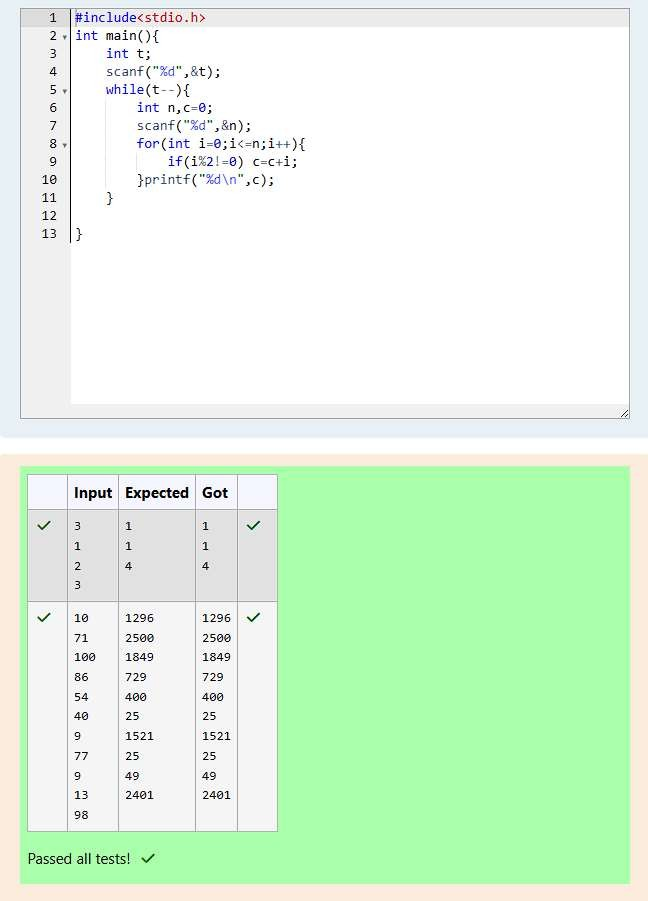 1 #include<stdio.h>
2 int main(){
3 int t;
4 scanf("%d",&t);
5 while(t--){
6 int n,c=0;
7 scanf("%d",&n);
8 for(int i=0;i<=n;i++){
9 if(i%2!=0) c=c+i;
10 }printf("%d\n",c);
11 }
12
13 }
Input Expected Got
3 1 1
1 1 1
2 4 4
3
10 1296 1296
71 2500 2500
100 1849 1849
86 729 729
54 400 400
40 25 25
9 1521 1521
77 25 25
9 49 49
13 2401 2401
98
Passed all tests!